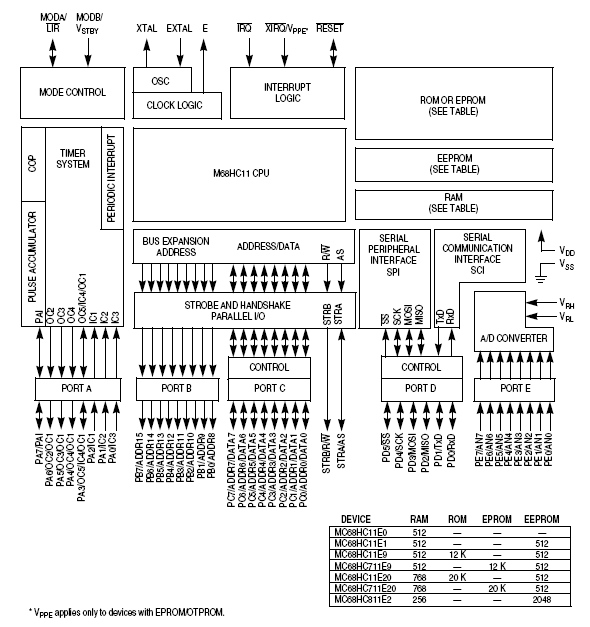 MODA/
LIR
MODB/
VSTBY
XTAL
EXTAL
E
IRQ
XIRQ/VPPE*
RESET
MODE CONTROL
OSC
CLOCK LOGIC
INTERRUPT
LOGIC
ROM OR EPROM
(SEE TABLE)
COP
TIMER
SYSTEM
PERIODIC INTERRUPT
M68HC11 CPU
EEPROM
(SEE TABLE)
RAM
(SEE TABLE)
PULSE ACCUMULATOR
PAI
OC2
OC3
OC4
OC5/IC4/OC1
IC1
IC2
IC3
BUS EXPANSION
ADDRESS
ADDRESS/DATA
R/W
AS
STROBE AND HANDSHAKE
PARALLEL I/O
STRB
STRA
SERIAL
PERIPHERAL
INTERFACE
SPI
SS
SCK
MOSI
MISO
SERIAL
COMMUNICATION
INTERFACE
SCI
TxD
RxD
VDD
VSS
VRH
VRL
A/D CONVERTER
CONTROL
CONTROL
PORT A
PORT B
PORT C
PORT D
PORT E
PA7/PAI
PA6/OC2/OC1
PA5/OC3/OC1
PA4/OC4/OC1
PA3/OC5/IC4/OC1
PA2/IC1
PA1/IC2
PA0/IC3
PB7/ADDR15
PB6/ADDR14
PB5/ADDR13
PB4/ADDR12
PB3/ADDR11
PB2/ADDR10
PB1/ADDR9
PB0/ADDR8
PC7/ADDR7/DATA7
PC6/ADDR6/DATA6
PC5/ADDR5/DATA5
PC4/ADDR4/DATA4
PC3/ADDR3/DATA3
PC2/ADDR2/DATA2
PC1/ADDR1/DATA1
PC0/ADDR0/DATA0
STRB/R/W
STRA/AS
PD5/SS
PD4/SCK
PD3/MOSI
PD2/MISO
PD1/TxD
PD0/RxD
PE7/AN7
PE6/AN6
PE5/AN5
PE4/AN4
PE3/AN3
PE2/AN2
PE1/AN1
PE0/AN0
DEVICE RAM ROM EPROM EEPROM
MC68HC11E0 512 — — —
MC68HC11E1 512 — — 512
MC68HC11E9 512 12 K — 512
MC68HC711E9 512 — 12 K 512
MC68HC11E20 768 20 K — 512
MC68HC711E20 768 — 20 K 512
MC68HC811E2 256 — — 2048
* VPPE applies only to devices with EPROM/OTPROM.